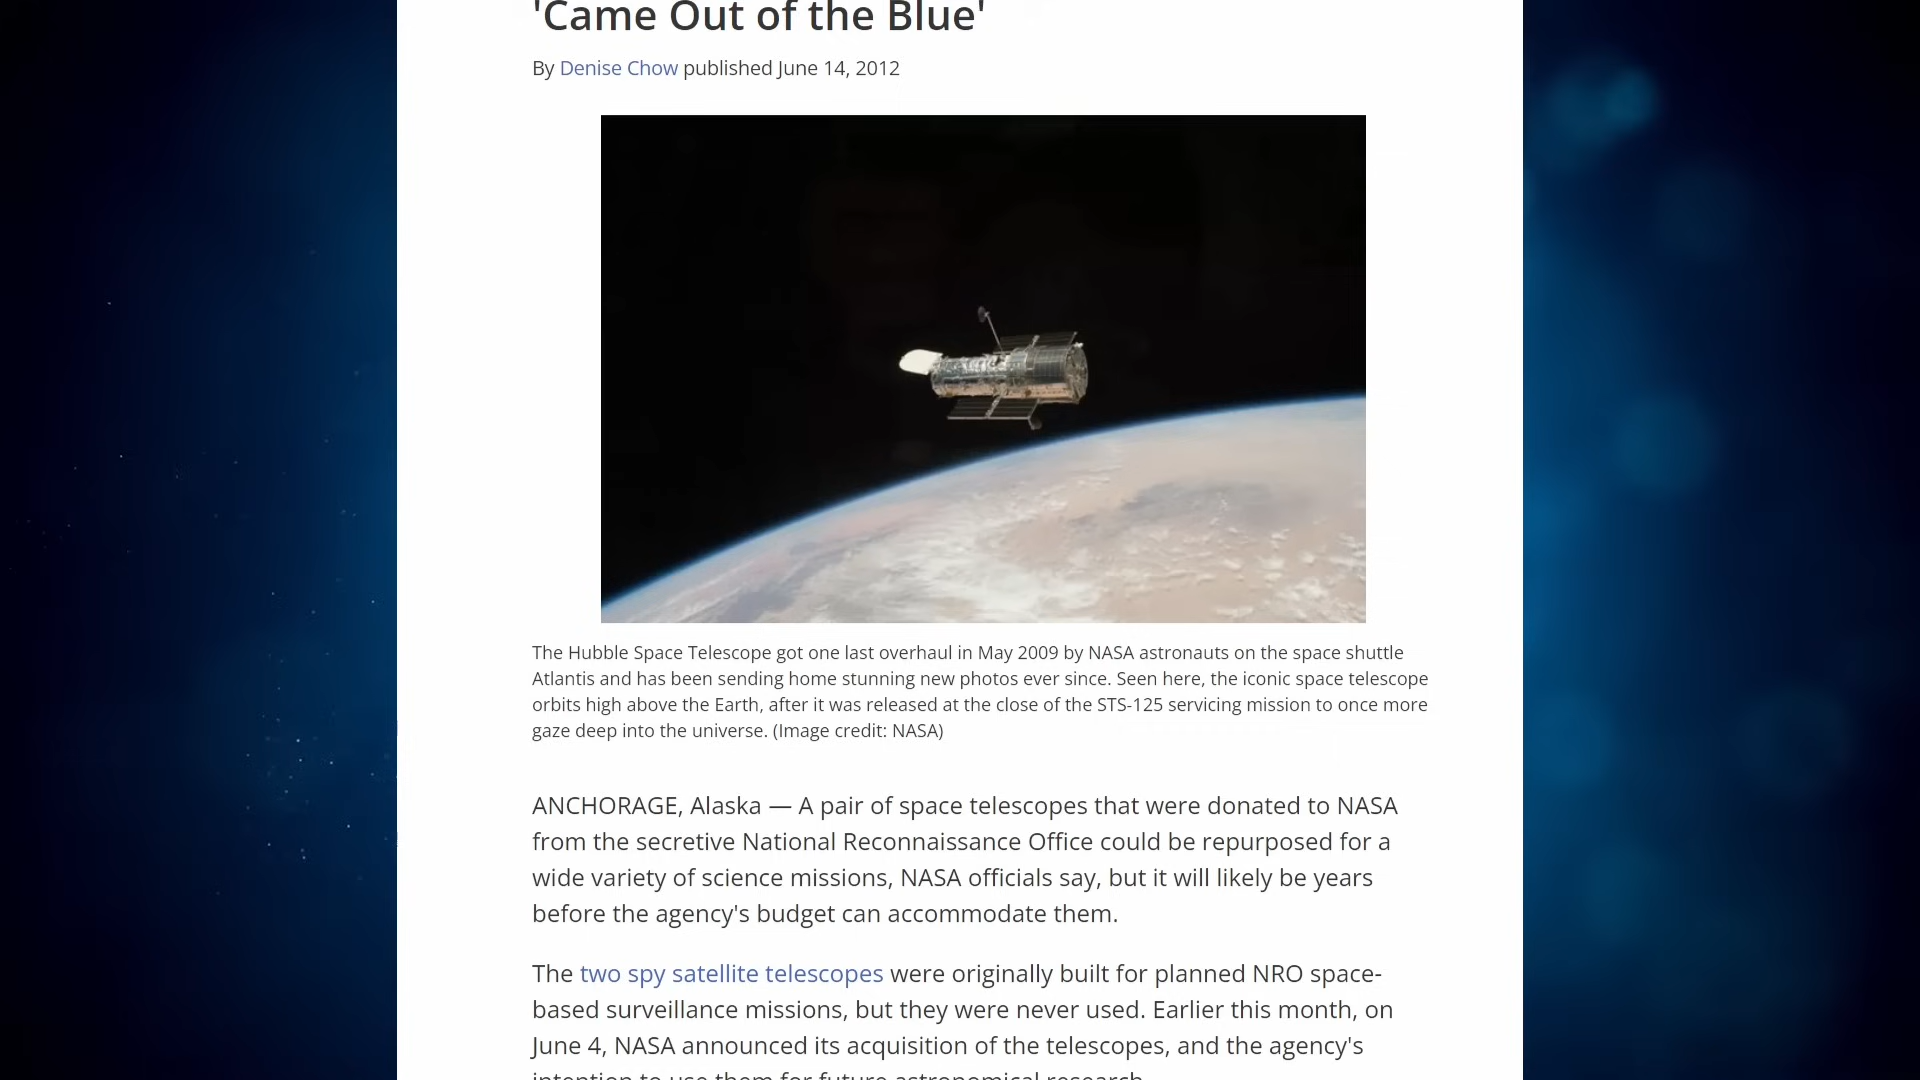 'Came Out of the Blue'
By Denise Chow published June 14, 2012
The Hubble Space Telescope got one last overhaul in May 2009 by NASA astronauts on the space shuttle
Atlantis and has been sending home stunning new photos ever since. Seen here, the iconic space telescope
orbits high above the Earth, after it was released at the close of the STS-125 servicing mission to once more
gaze deep into the universe. (Image credit: NASA)
ANCHORAGE, Alaska — A pair of space telescopes that were donated to NASA
from the secretive National Reconnaissance Office could be repurposed for a
wide variety of science missions, NASA officials say, but it will likely be years
before the agency's budget can accommodate them.
The two spy satellite telescopes were originally built for planned NRO space-
based surveillance missions, but they were never used. Earlier this month, on
June 4, NASA announced its acquisition of the telescopes, and the agency's
intention to use them for future astronomical research.